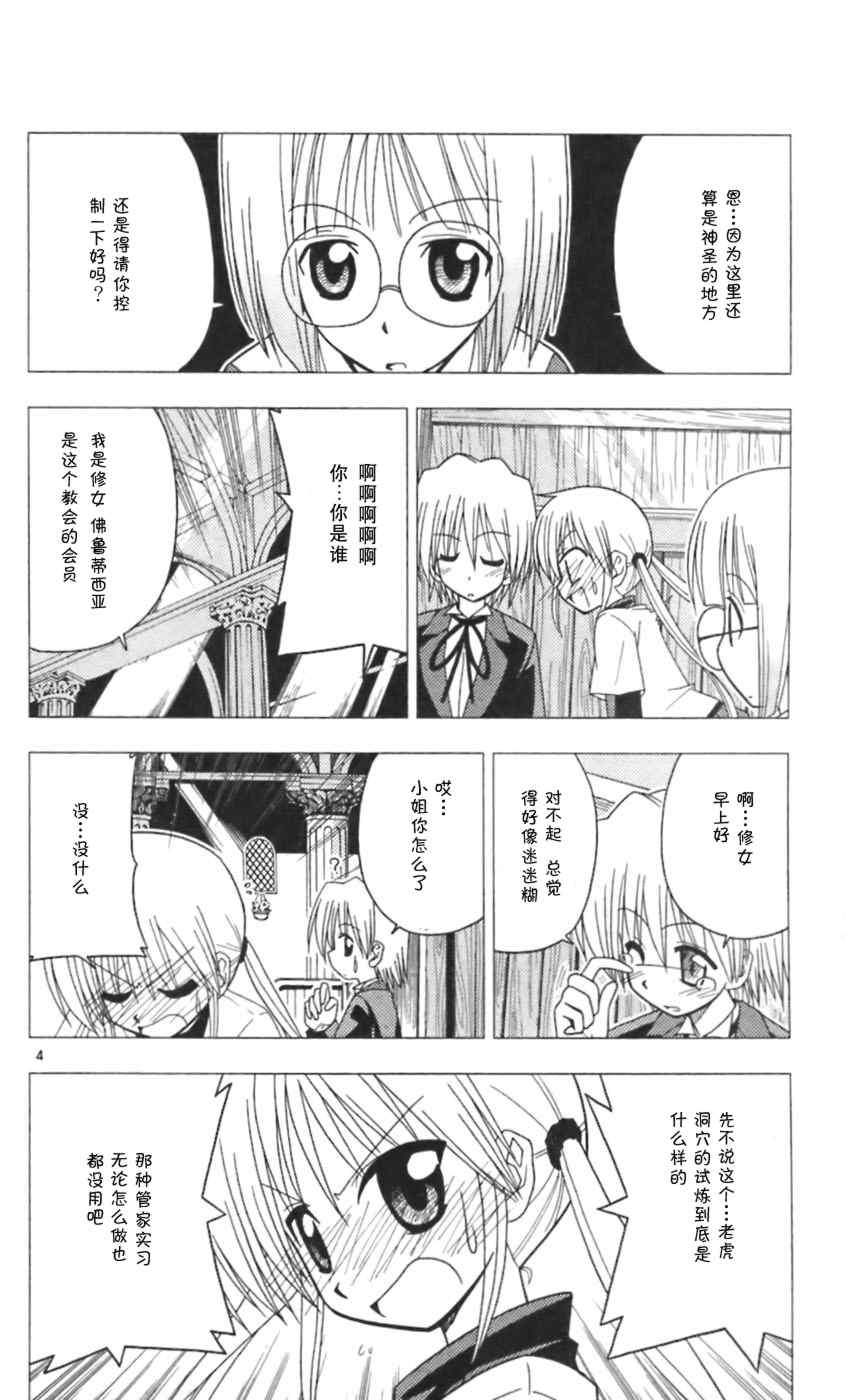 恩…因为这里还
算是神圣的地方
还是得请你控
制一下好吗？
啊啊啊啊啊
你…你是谁
我是修女 佛鲁蒂西亚
是这个教会的会员
啊…修女
早上好
对不起 总觉
得好像迷迷糊
哎…
小姐你怎么了
?
没…没什么
4
先不说这个…老虎
洞穴的试炼到底是
什么样的
那种管家实习
无论怎么做也
都没用吧